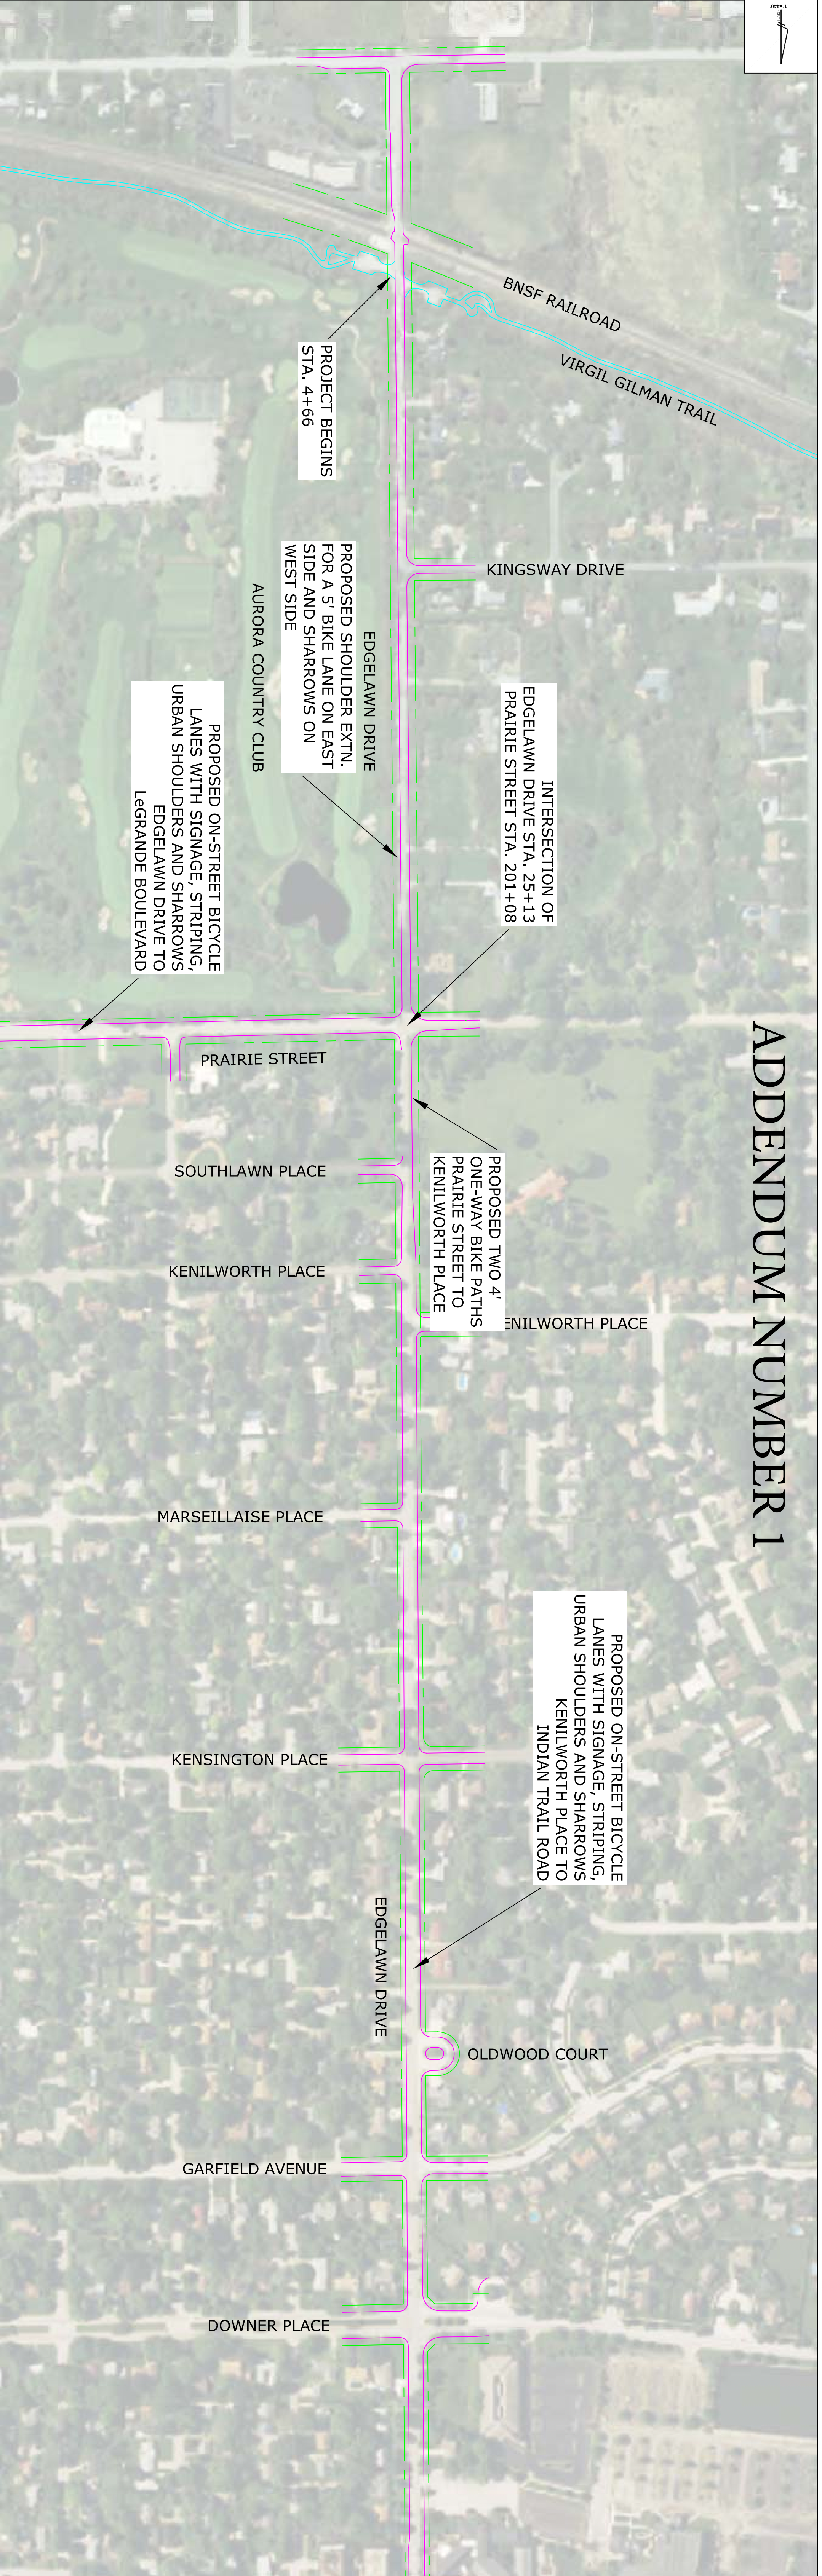 ADDENDUM NUMBER 1
BNSF RAILROAD
VIRGIL GILMAN TRAIL
PROJECT BEGINS
STA. 4+66
KINGSWAY DRIVE
EDGELAWN DRIVE
PROPOSED SHOULDER EXTN.
FOR A 5' BIKE LANE ON EAST
SIDE AND SHARROWS ON
WEST SIDE
AURORA COUNTRY CLUB
INTERSECTION OF
EDGELAWN DRIVE STA. 25+13
PRAIRIE STREET STA. 201+08
PROPOSED ON-STREET BICYCLE
LANES WITH SIGNAGE, STRIPING,
URBAN SHOULDERS AND SHARROWS
EDGELAWN DRIVE TO
LeGRANDE BOULEVARD
PRAIRIE STREET
PROPOSED TWO 4'
ONE-WAY BIKE PATHS
PRAIRIE STREET TO
KENILWORTH PLACE
SOUTHLAWN PLACE
KENILWORTH PLACE
ENILWORTH PLACE
MARSEILLAISE PLACE
PROPOSED ON-STREET BICYCLE
LANES WITH SIGNAGE, STRIPING,
URBAN SHOULDERS AND SHARROWS
KENILWORTH PLACE TO
INDIAN TRAIL ROAD
KENSINGTON PLACE
EDGELAWN DRIVE
OLDWOOD COURT
GARFIELD AVENUE
DOWNER PLACE